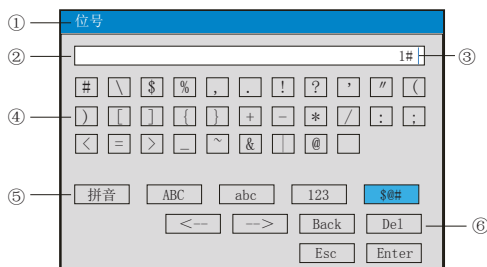 ① 位号
② 1# ③
# \ $ % , . ! ? ' " (
④ ) [ ] { } + - * / : ;
< = > _ ~ & | @
⑤ 拼音 ABC abc 123 $@#
<-- --> Back Del ⑥
Esc Enter